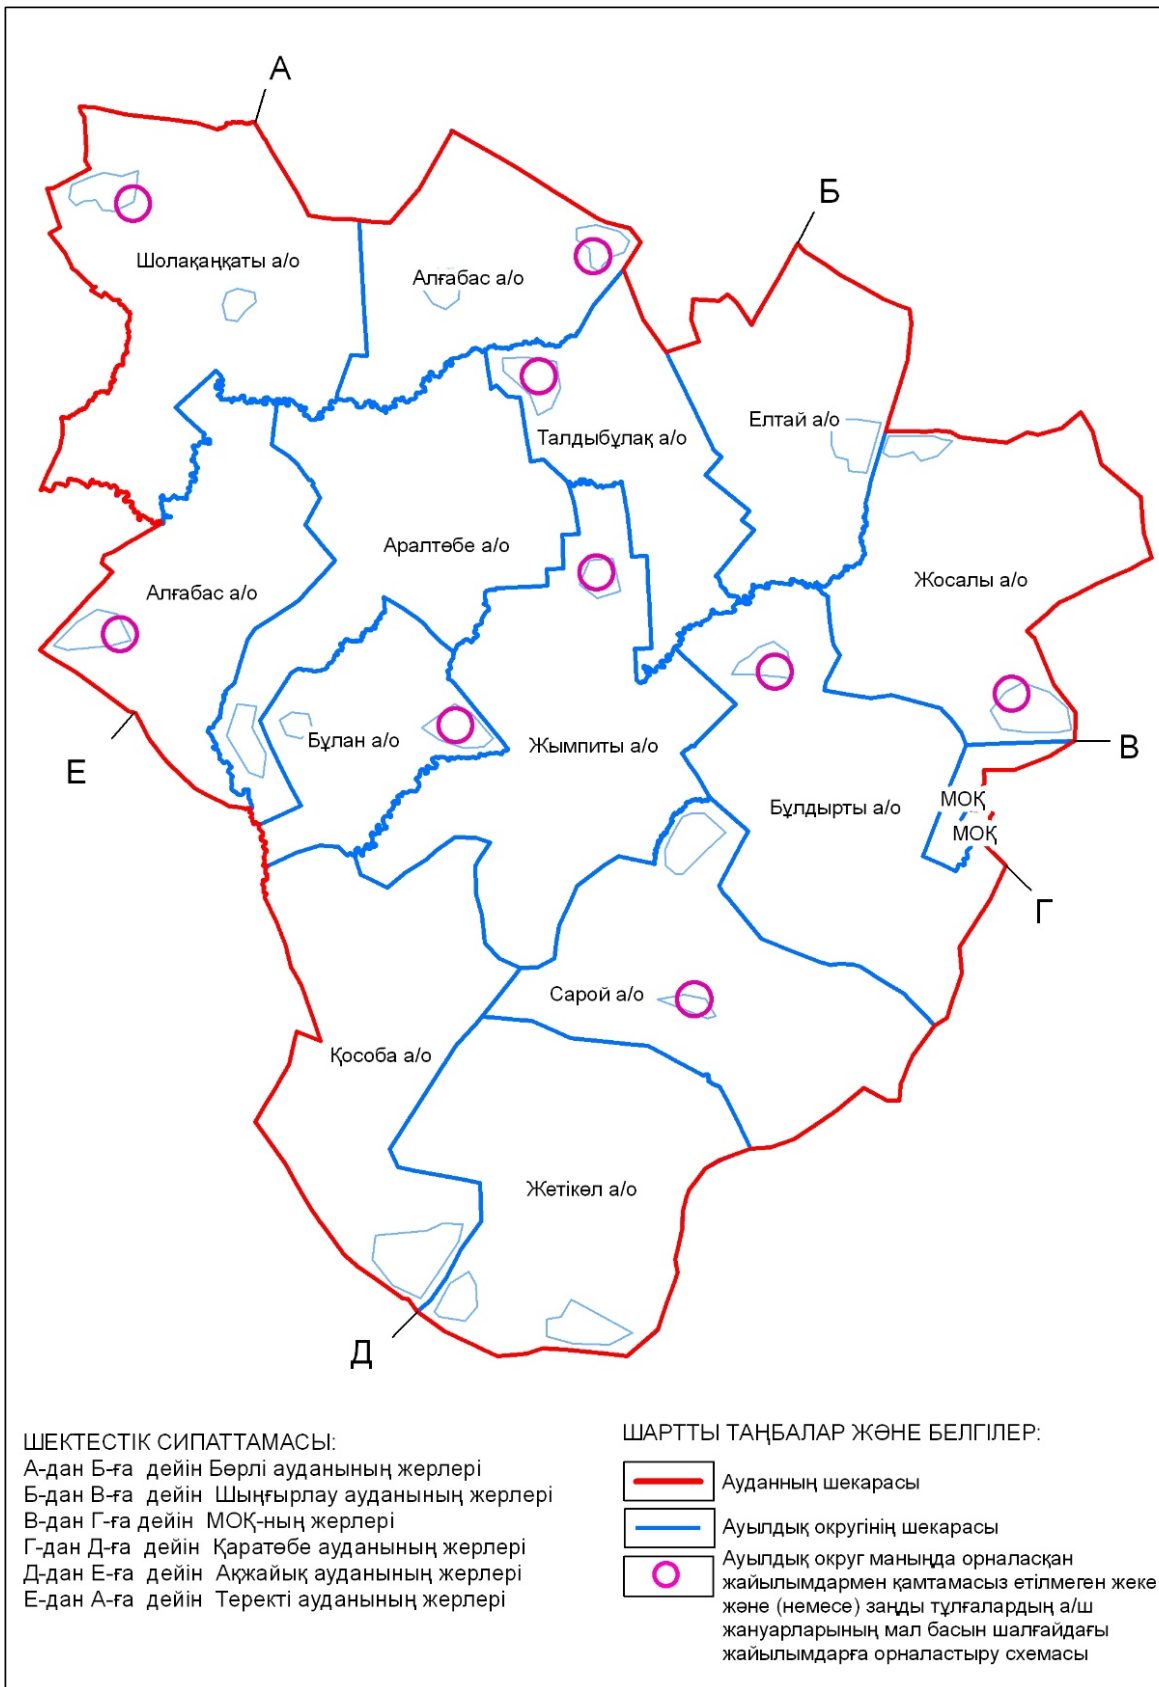 А
Б
Шолақаңқаты а/о
Алғабас а/о
Елтай а/о
Талдыбұлақ а/о
Аралтөбе а/о
Жосалы а/о
Алғабас а/о
Бұлан а/о
Жымпиты а/о
В
Е
МОҚ
Бұлдырты а/о
МОҚ
Г
Сарой а/о
Қособа а/о
Жетікөл а/о
Д
ШЕКТЕСТІК СИПАТТАМАСЫ:
А-дан Б-ға дейін Бөрлі ауданының жерлері
Б-дан В-ға дейін Шыңғырлау ауданының жерлері
В-дан Г-ға дейін МОҚ-ның жерлері
Г-дан Д-ға дейін Қаратөбе ауданының жерлері
Д-дан Е-ға дейін Ақжайық ауданының жерлері
Е-дан А-ға дейін Теректі ауданының жерлері
ШАРТТЫ ТАҢБАЛАР ЖӘНЕ БЕЛГІЛЕР:
Ауданның шекарасы
Ауылдық округінің шекарасы
Ауылдық округ маныңда орналасқан
жайылымдармен қамтамасыз етілмеген жеке
және (немесе) заңды тұлғалардың а/ш
жануарларының мал басын шалғайдағы
жайылымдарға орналастыру схемасы